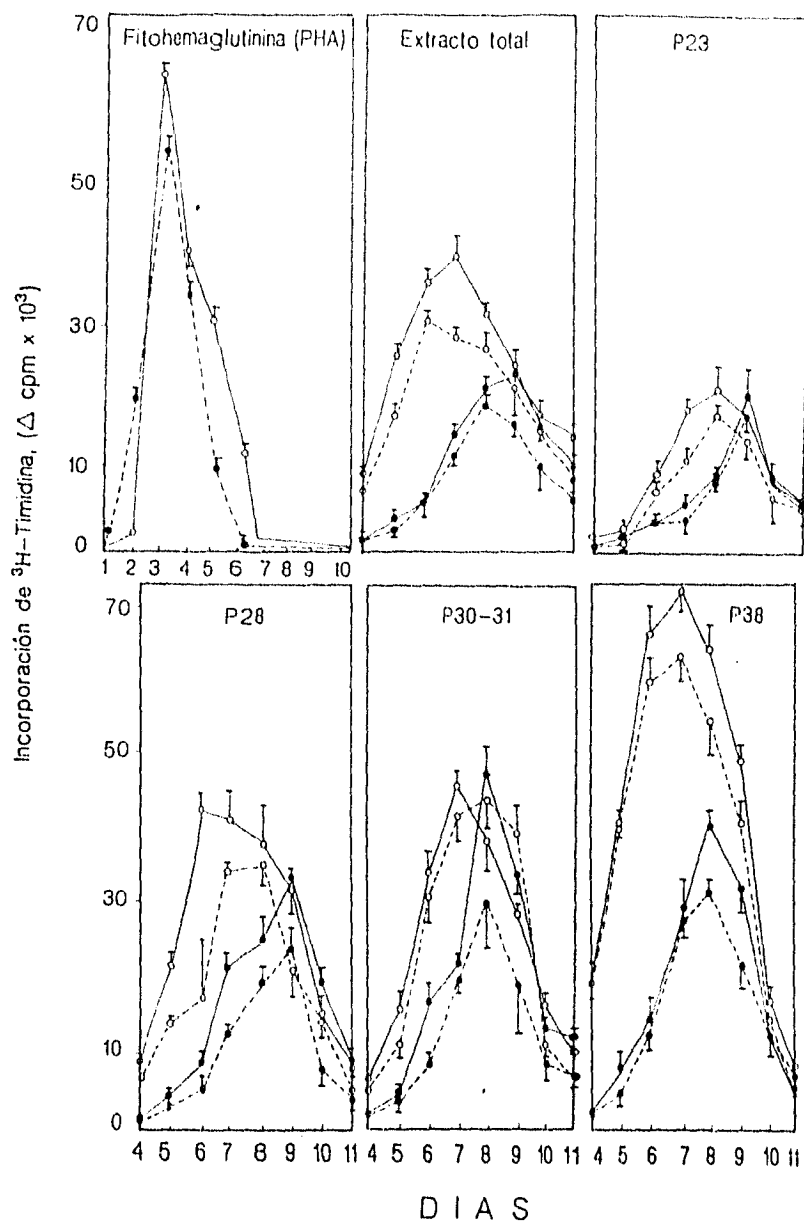 70
50
30
10
0
Fitohemaglutinina (PHA)
Extracto total
P23
1 2 3 4 5 6 7 8 9 10
Incorporación de ³H-Timidina, (Δ cpm x 10³)
70
50
30
10
0
P28
P30-31
P38
4 5 6 7 8 9 10 11
4 5 6 7 8 9 10 11
4 5 6 7 8 9 10 11
DIAS